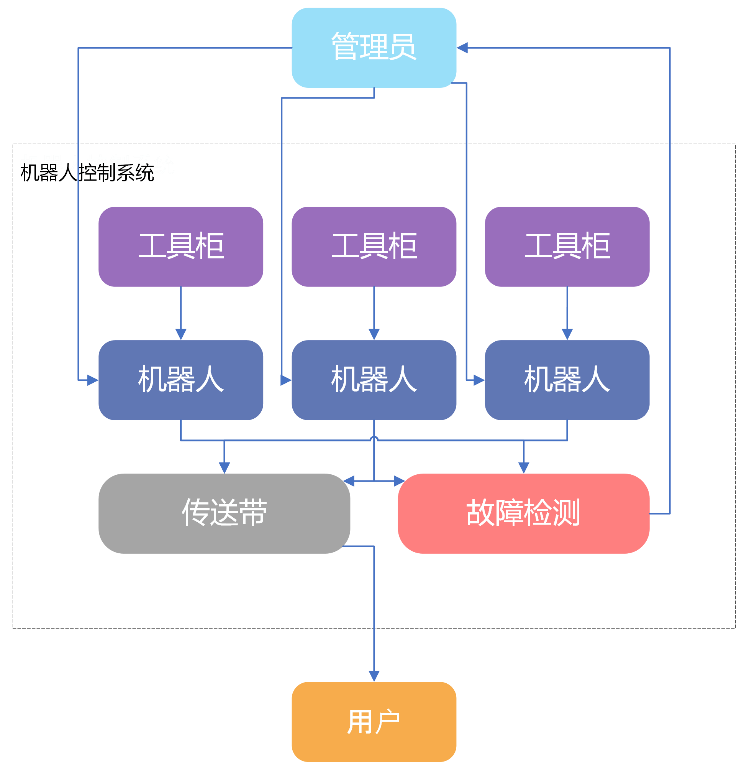 管理员
机器人控制系统
工具柜
工具柜
工具柜
机器人
机器人
机器人
传送带
故障检测
用户